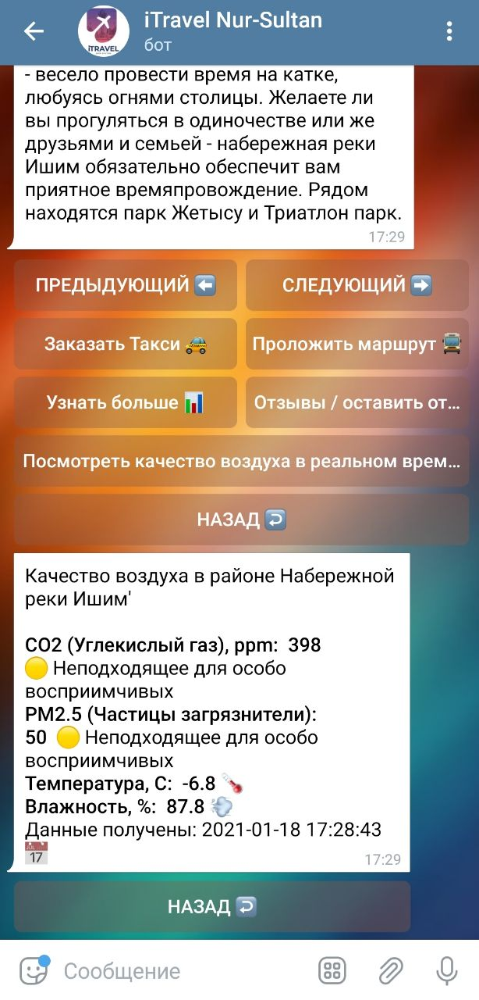 iTravel Nur-Sultan
бот
iTRAVEL
- весело провести время на катке,
любуясь огнями столицы. Желаете ли
вы прогуляться в одиночестве или же
друзьями и семьей - набережная реки
Ишим обязательно обеспечит вам
приятное времяпровождение. Рядом
находятся парк Жетысу и Триатлон парк.
17:29
ПРЕДЫДУЮЩИЙ ⬅️ СЛЕДУЮЩИЙ ➡️
Заказать Такси 🚕 Проложить маршрут 🚍
Узнать больше 📊 Отзывы / оставить от...
Посмотреть качество воздуха в реальном врем...
НАЗАД ↩️
Качество воздуха в районе Набережной
реки Ишим'
CO2 (Углекислый газ), ppm: 398
🟡 Неподходящее для особо
восприимчивых
PM2.5 (Частицы загрязнители):
50 🟡 Неподходящее для особо
восприимчивых
Температура, С: -6.8 🌡️
Влажность, %: 87.8 💨
Данные получены: 2021-01-18 17:28:43
📅 JUL 17
17:29
НАЗАД ↩️
Сообщение